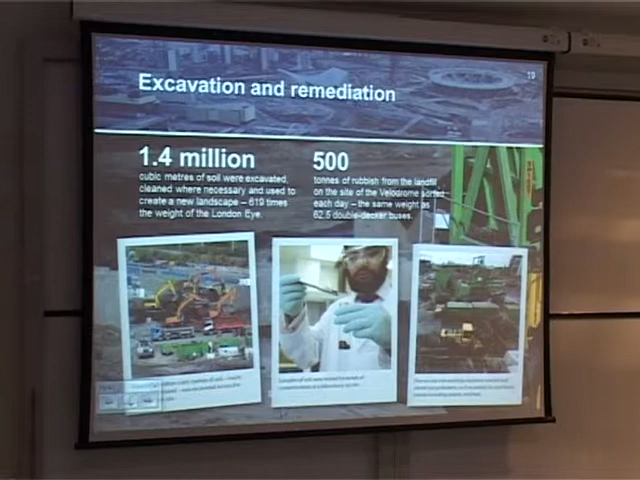 19
Excavation and remediation
1.4 million
cubic metres of soil were excavated,
cleaned where necessary and used to
create a new landscape – 619 times
the weight of the London Eye.
500
tonnes of rubbish from the landfill
on the site of the Velodrome sorted
each day – the same weight as
62.5 double-decker buses.